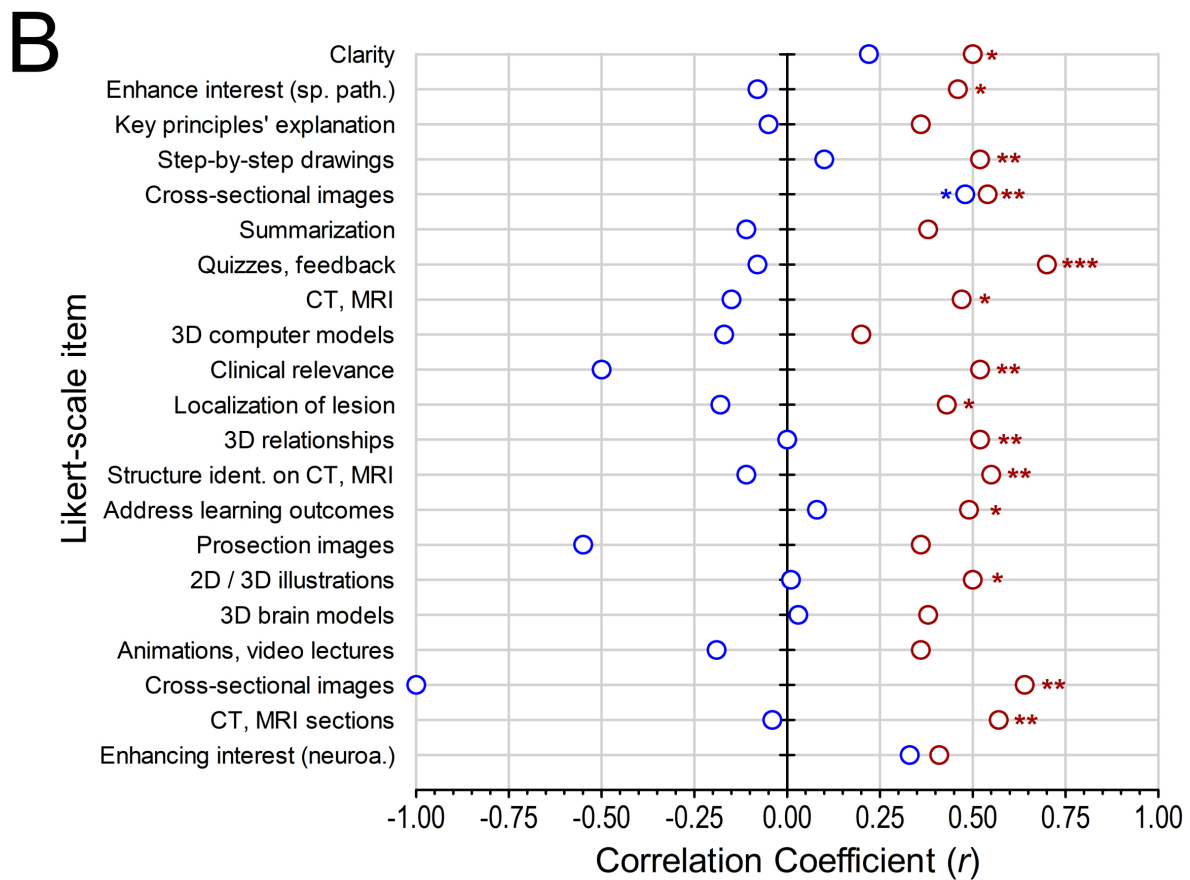 B
Clarity
*
Enhance interest (sp. path.)
*
Key principles' explanation
Step-by-step drawings
**
Cross-sectional images
*
**
Summarization
Quizzes, feedback
***
CT, MRI
*
3D computer models
Clinical relevance
**
Localization of lesion
*
3D relationships
**
Structure ident. on CT, MRI
**
Address learning outcomes
*
Prosection images
2D / 3D illustrations
*
3D brain models
Animations, video lectures
Cross-sectional images
**
CT, MRI sections
**
Enhancing interest (neuroa.)
Likert-scale item
-1.00 -0.75 -0.50 -0.25 0.00 0.25 0.50 0.75 1.00
Correlation Coefficient (r)